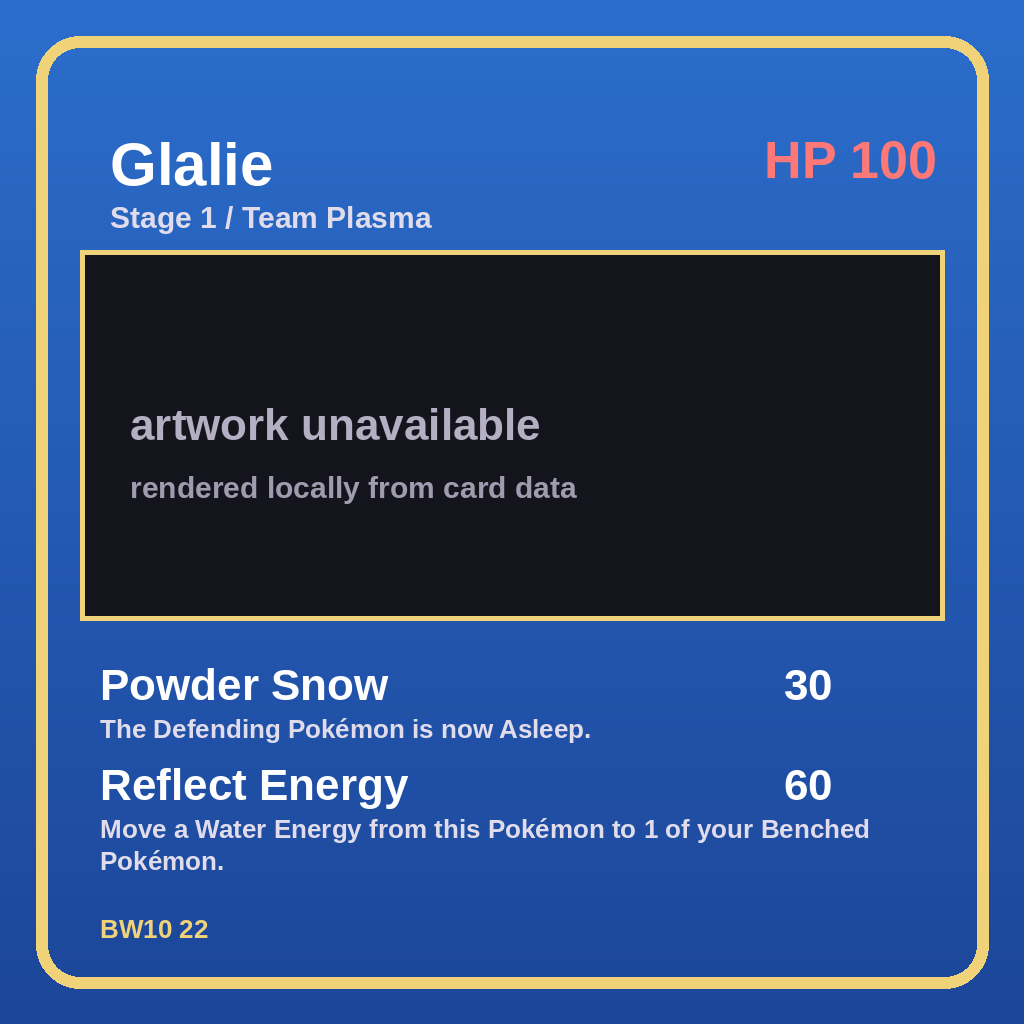 Glalie
HP 100
Stage 1 / Team Plasma
artwork unavailable
rendered locally from card data
Powder Snow 30
The Defending Pokémon is now Asleep.
Reflect Energy 60
Move a Water Energy from this Pokémon to 1 of your Benched
Pokémon.
BW10 22